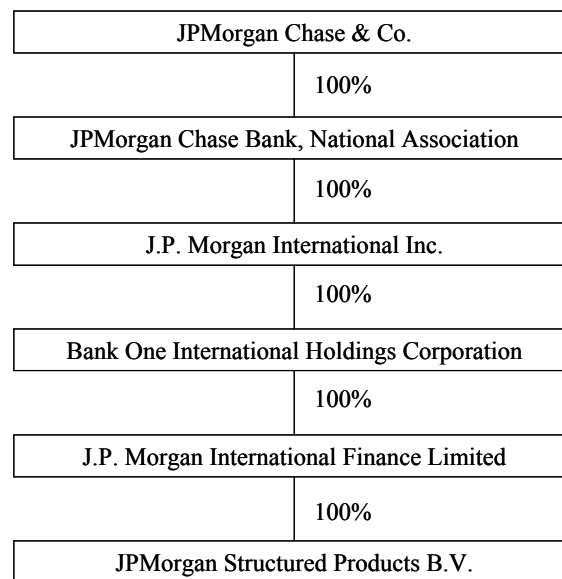 JPMorgan Chase & Co.
100%
JPMorgan Chase Bank, National Association
100%
J.P. Morgan International Inc.
100%
Bank One International Holdings Corporation
100%
J.P. Morgan International Finance Limited
100%
JPMorgan Structured Products B.V.